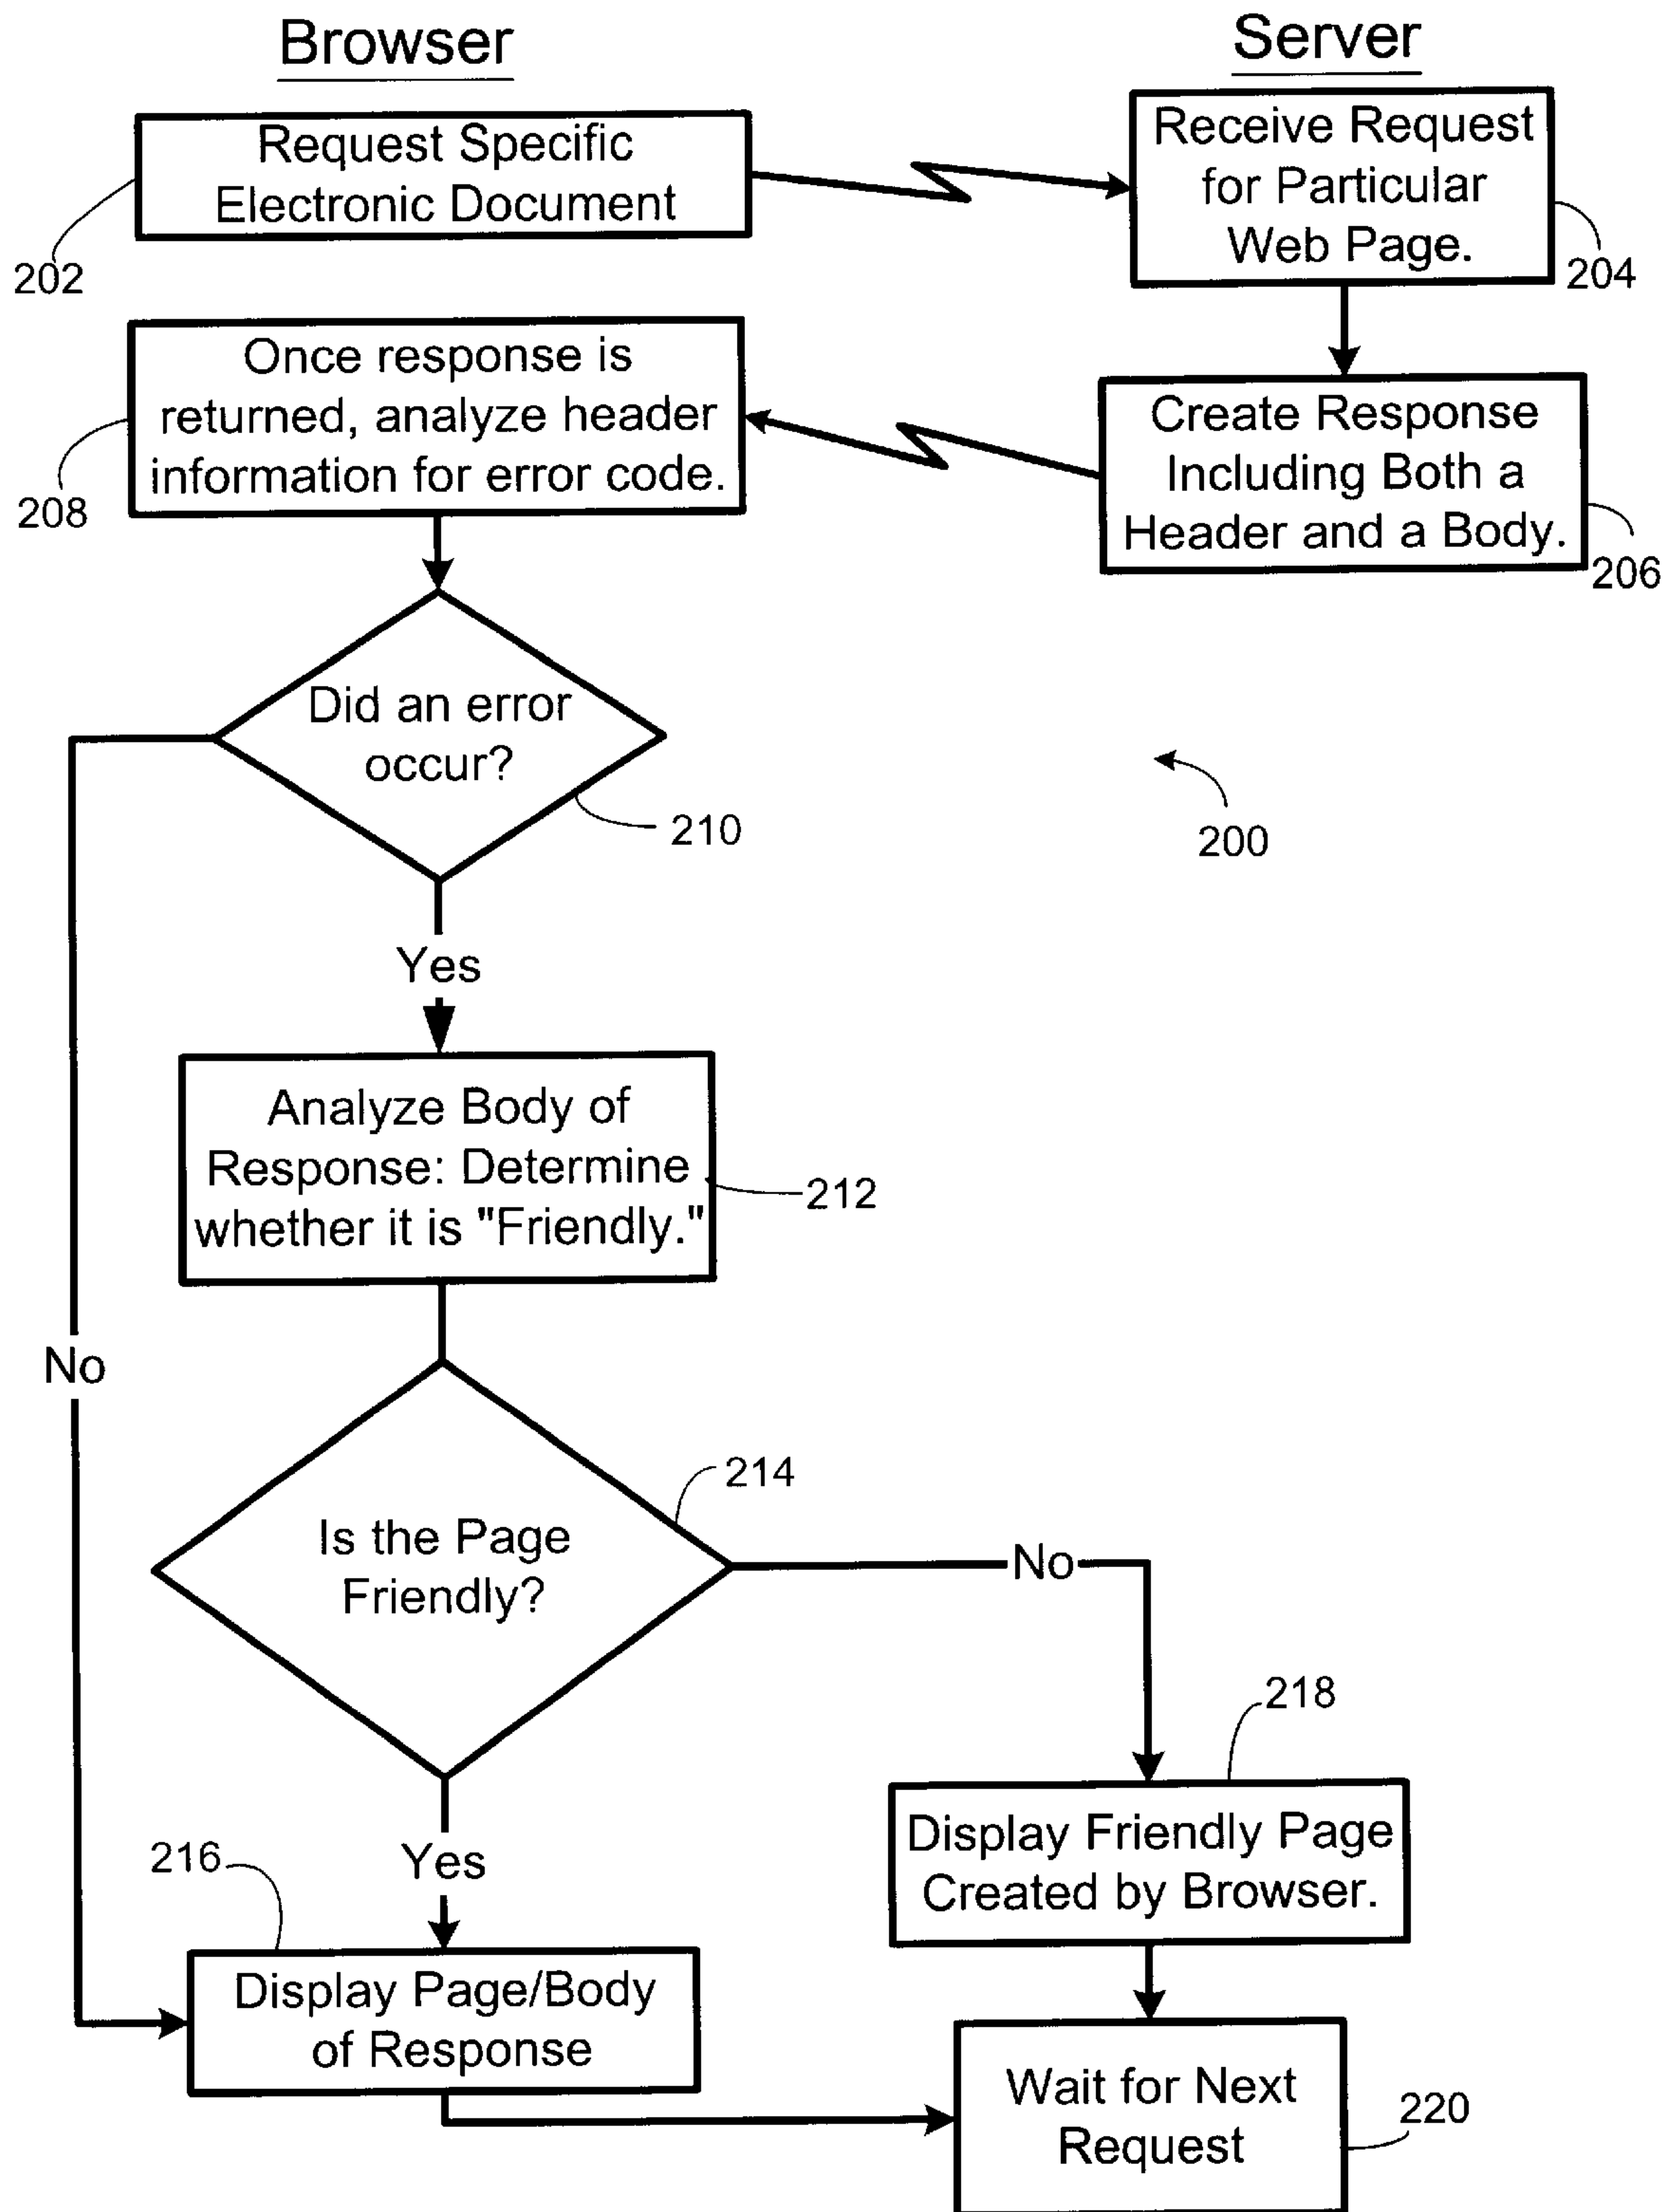 Browser
Server
Request Specific
Electronic Document
202
Receive Request
for Particular
Web Page.
204
Once response is
returned, analyze header
information for error code.
208
Create Response
Including Both a
Header and a Body.
206
Did an error
occur?
210
200
Yes
No
Analyze Body of
Response: Determine
whether it is "Friendly."
212
Is the Page
Friendly?
214
No
Yes
216
218
Display Friendly Page
Created by Browser.
Display Page/Body
of Response
Wait for Next
Request
220